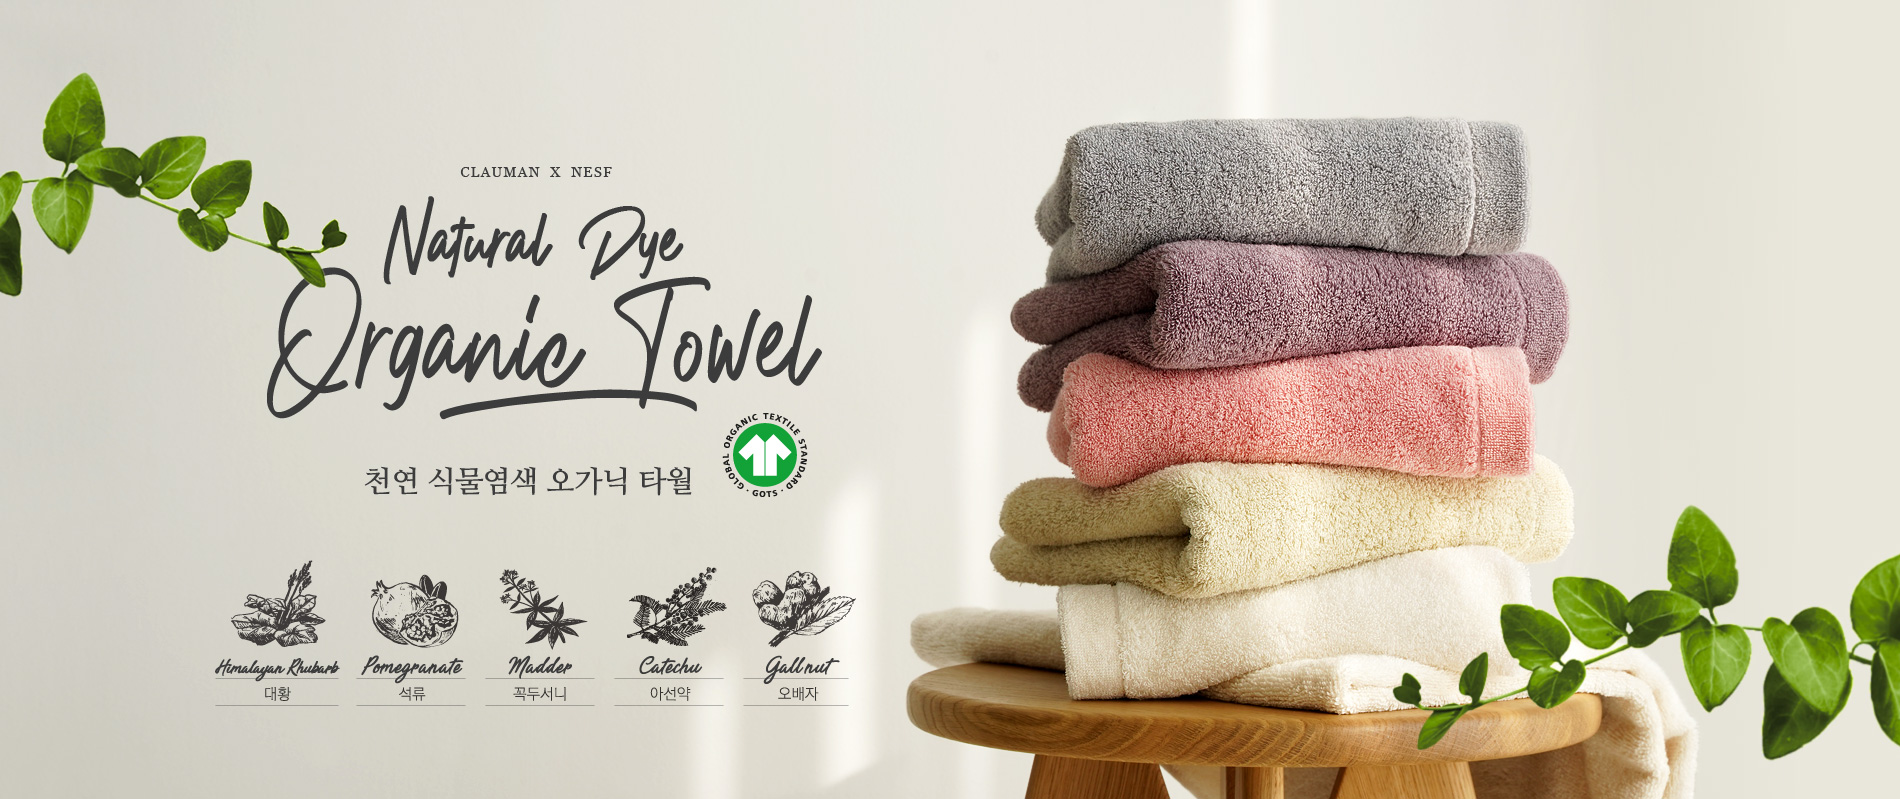 CLAUMAN X NESF
Natural Dye
Organic Towel
천연 식물염색 오가닉 타월
GLOBAL ORGANIC TEXTILE STANDARD · GOTS ·
Himalayan Rhubarb
대황
Pomegranate
석류
Madder
꼭두서니
Catechu
아선약
Gall nut
오배자